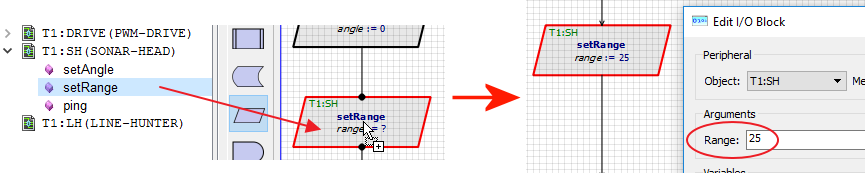 T1:DRIVE(PWM-DRIVE)
T1:SH(SONAR-HEAD)
setAngle
setRange
ping
T1:LH(LINE-HUNTER)
angle := 0
T1:SH
setRange
range := ?
T1:SH
setRange
range := 25
Edit I/O Block
Peripheral
Object: T1:SH Me
Arguments
Range: 25
Variables